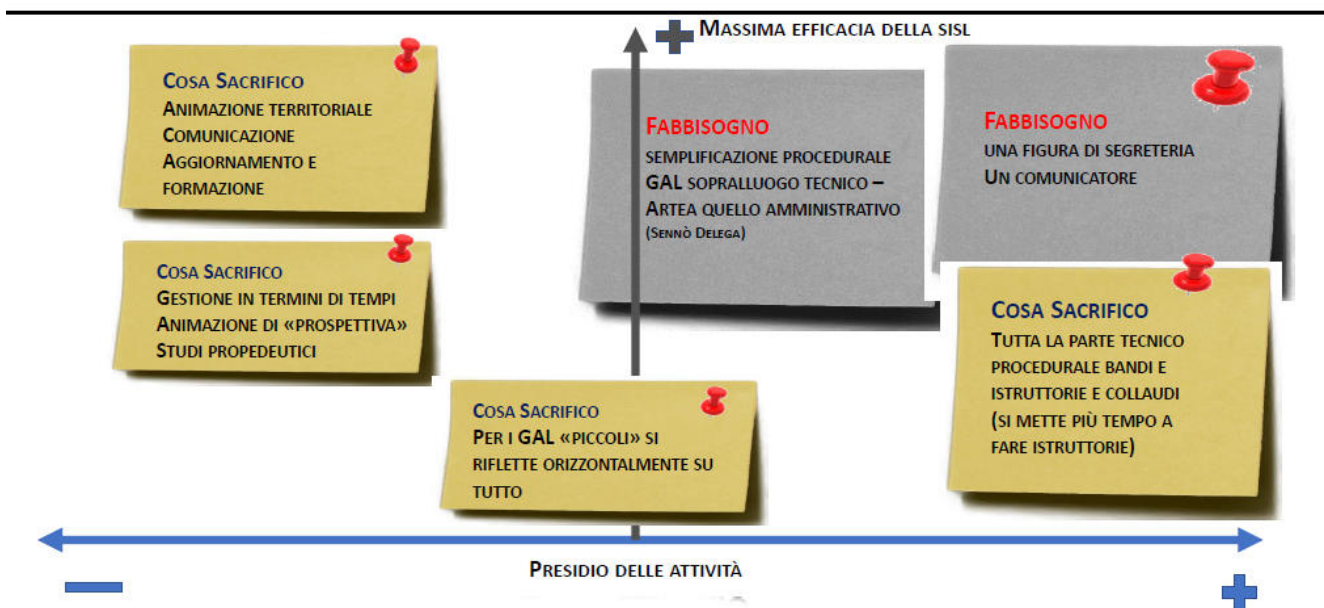 MASSIMA EFFICACIA DELLA SISL
COSA SACRIFICO
ANIMAZIONE TERRITORIALE
COMUNICAZIONE
AGGIORNAMENTO E
FORMAZIONE
COSA SACRIFICO
GESTIONE IN TERMINI DI TEMPI
ANIMAZIONE DI «PROSPETTIVA»
STUDI PROPEDEUTICI
COSA SACRIFICO
PER I GAL «PICCOLI» SI
RIFLETTE ORIZZONTALMENTE SU
TUTTO
FABBISOGNO
SEMPLIFICAZIONE PROCEDURALE
GAL SOPRALLUOGO TECNICO –
ARTEA QUELLO AMMINISTRATIVO
(SENNÒ DELEGA)
FABBISOGNO
UNA FIGURA DI SEGRETERIA
UN COMUNICATORE
COSA SACRIFICO
TUTTA LA PARTE TECNICO
PROCEDURALE BANDI E
ISTRUTTORIE E COLLAUDI
(SI METTE PIÙ TEMPO A
FARE ISTRUTTORIE)
PRESIDIO DELLE ATTIVITÀ